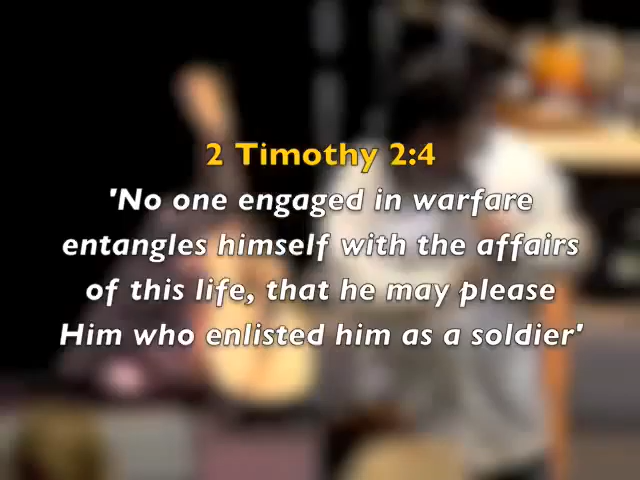 2 Timothy 2:4
'No one engaged in warfare
entangles himself with the affairs
of this life, that he may please
Him who enlisted him as a soldier'